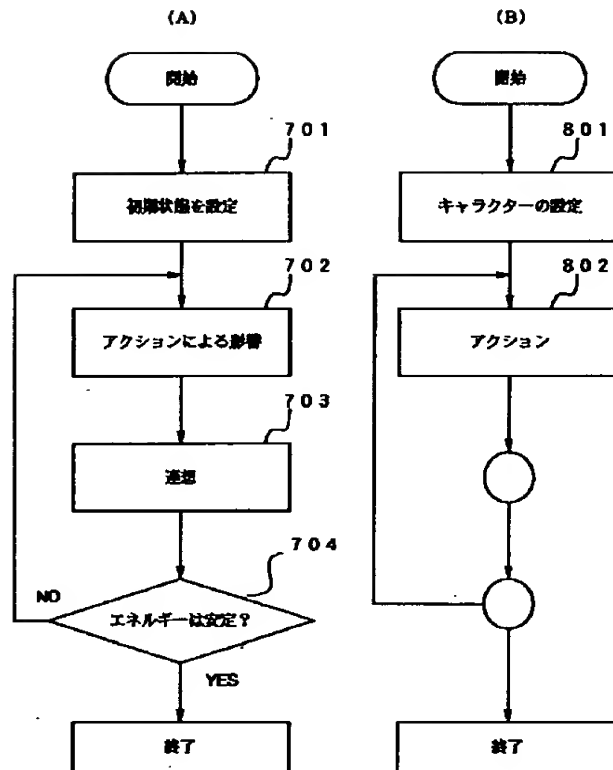 (A)
開始
701
初期状態を設定
702
アクションによる影響
703
連想
704
エネルギーは安定?
NO
YES
終了
(B)
開始
801
キャラクターの設定
802
アクション
終了